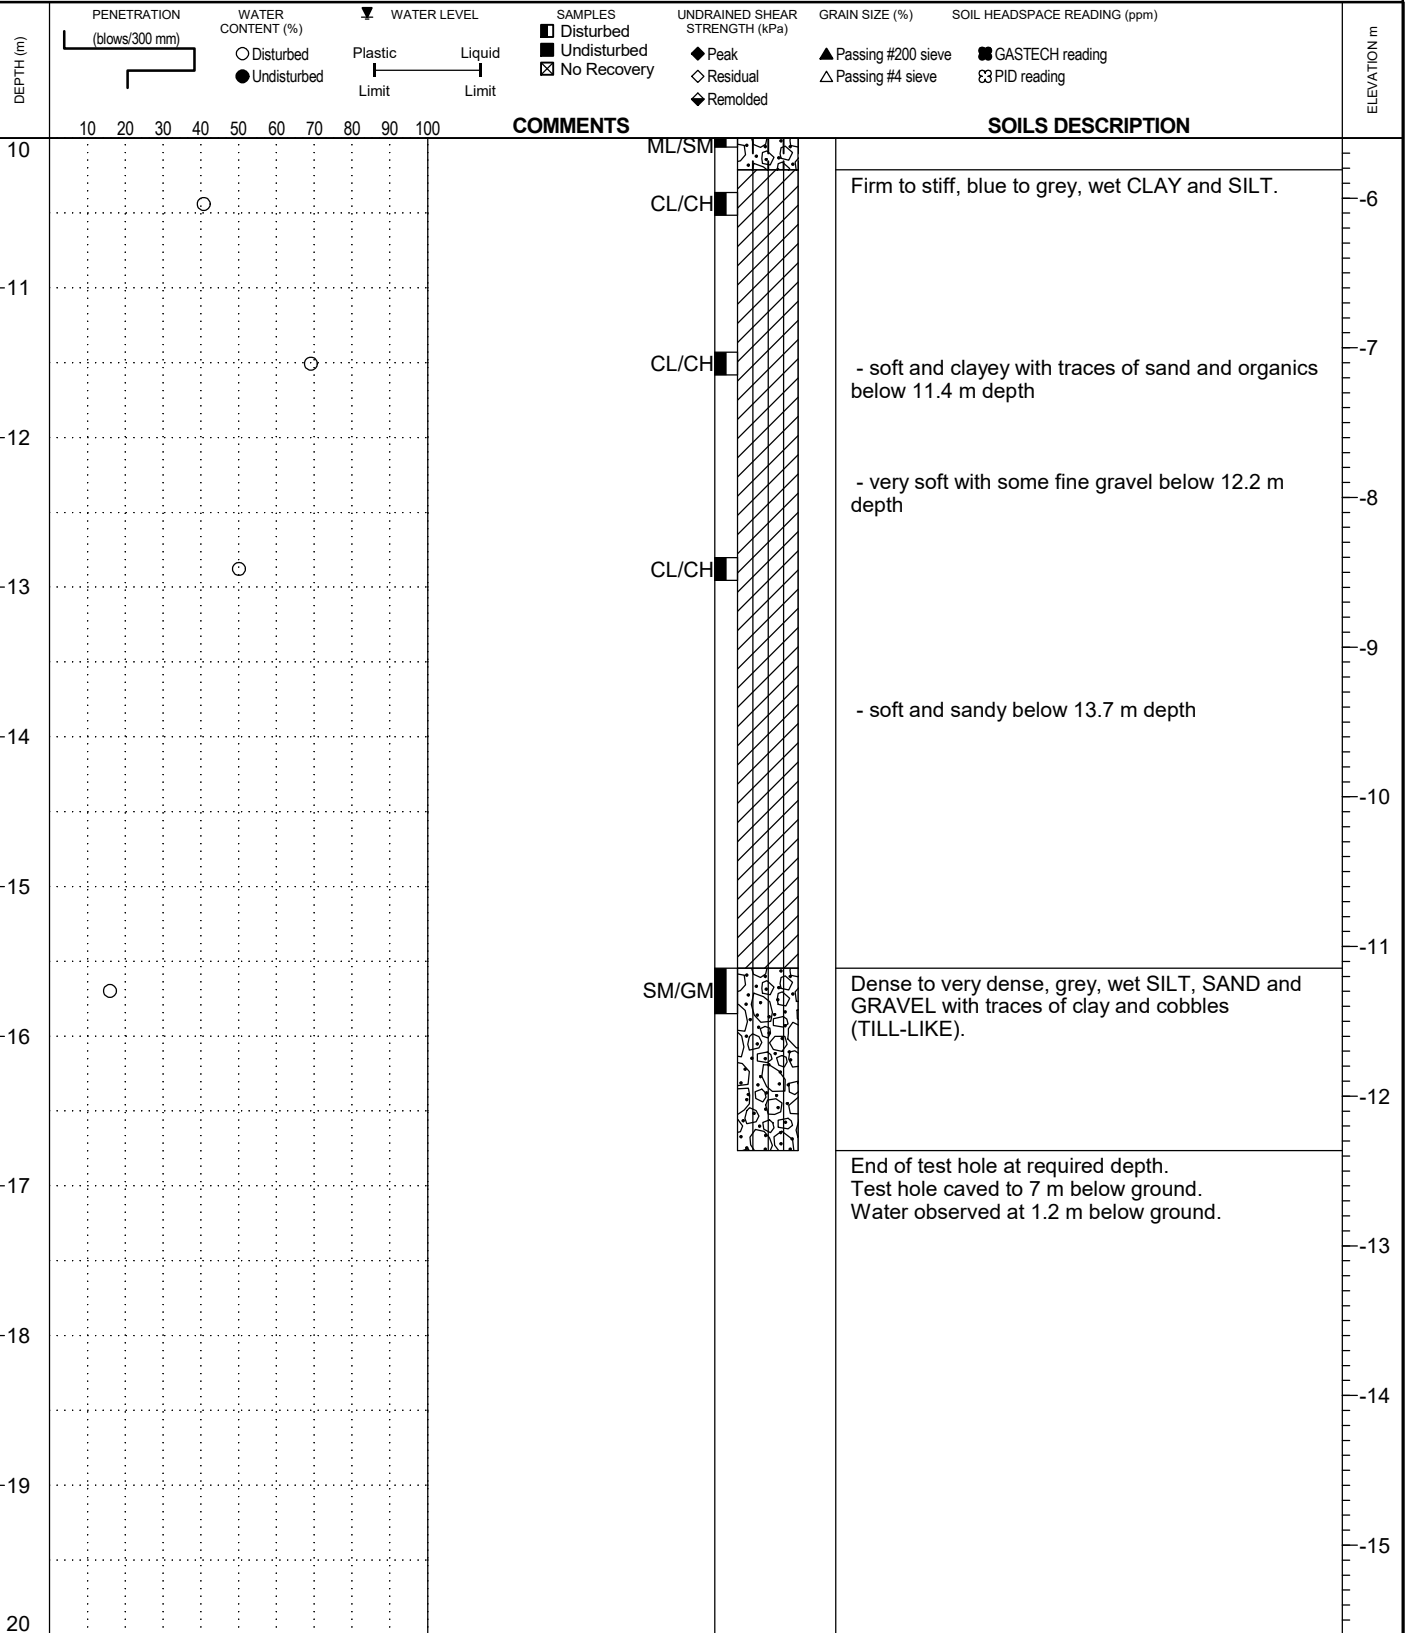 DEPTH (m)
PENETRATION
(blows/300 mm)
WATER
CONTENT (%)
Disturbed
Undisturbed
WATER LEVEL
Plastic Liquid
Limit Limit
SAMPLES
Disturbed
Undisturbed
No Recovery
UNDRAINED SHEAR
STRENGTH (kPa)
Peak
Residual
Remolded
GRAIN SIZE (%)
Passing #200 sieve
Passing #4 sieve
SOIL HEADSPACE READING (ppm)
GASTECH reading
PID reading
ELEVATION m
10 20 30 40 50 60 70 80 90 100
COMMENTS
SOILS DESCRIPTION
10
ML/SM
Firm to stiff, blue to grey, wet CLAY and SILT.
CL/CH
-6
11
-7
CL/CH
- soft and clayey with traces of sand and organics
below 11.4 m depth
12
- very soft with some fine gravel below 12.2 m
depth
-8
CL/CH
13
-9
- soft and sandy below 13.7 m depth
14
-10
15
-11
SM/GM
Dense to very dense, grey, wet SILT, SAND and
GRAVEL with traces of clay and cobbles
(TILL-LIKE).
16
-12
End of test hole at required depth.
Test hole caved to 7 m below ground.
Water observed at 1.2 m below ground.
17
-13
18
-14
19
-15
20